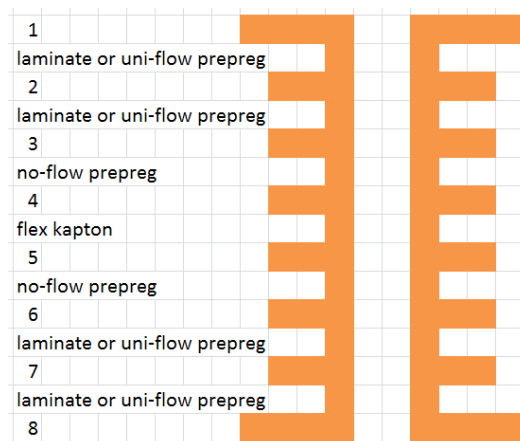 1
laminate or uni-flow prepreg
2
laminate or uni-flow prepreg
3
no-flow prepreg
4
flex kapton
5
no-flow prepreg
6
laminate or uni-flow prepreg
7
laminate or uni-flow prepreg
8